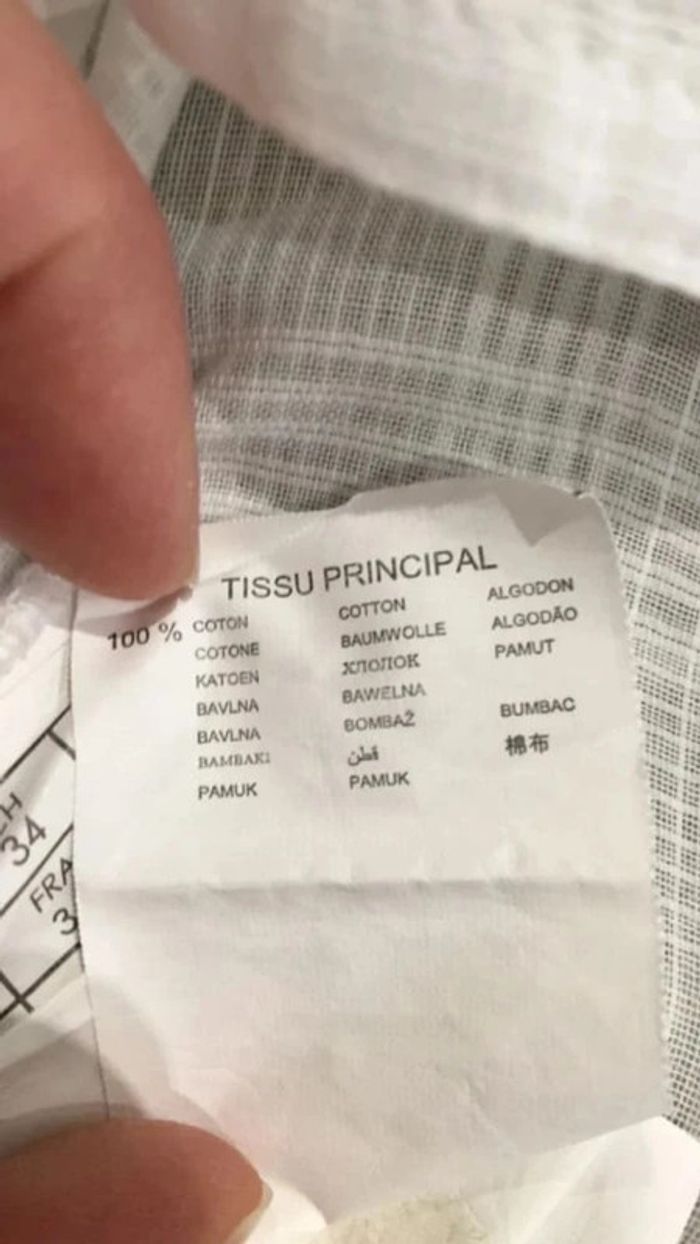 TISSU PRINCIPAL
100 % COTON COTTON ALGODON
COTONE BAUMWOLLE ALGODÃO
KATOEN ХЛОПОК PAMUT
BAVLNA BAWELNA
BAVLNA BOMBAŽ BUMBAC
BAMBAKI قطن 棉布
PAMUK PAMUK
34
FRA
3